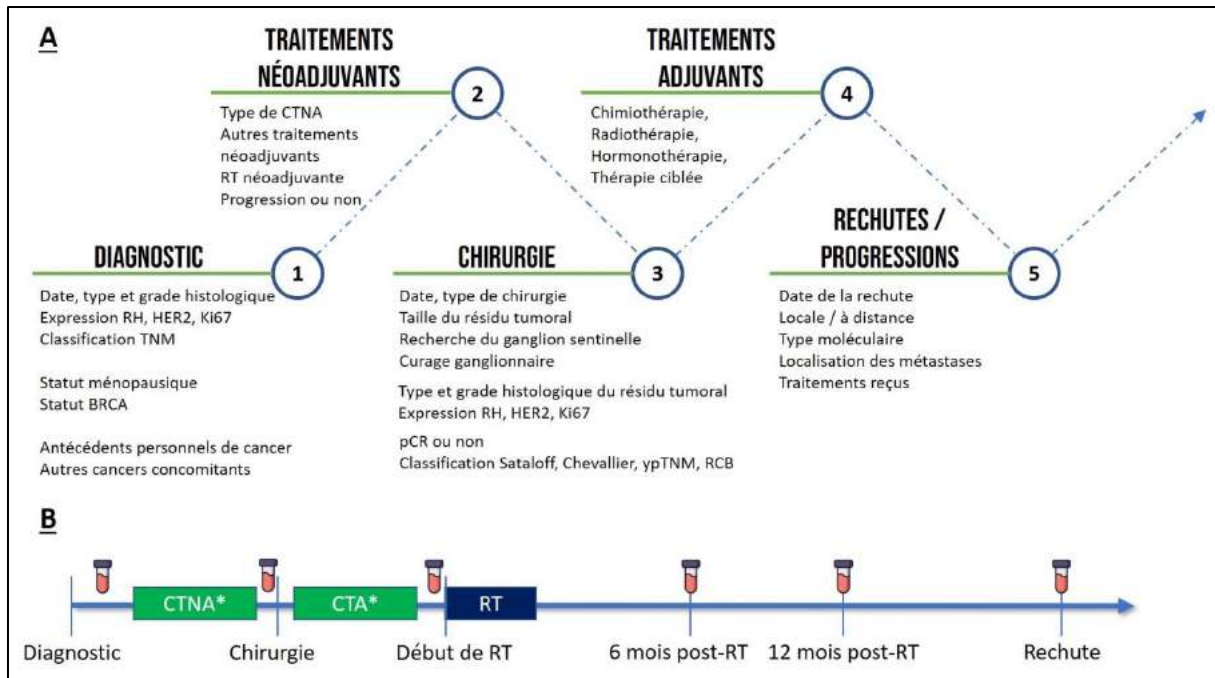 A
TRAITEMENTS
NÉOADJUVANTS
2
Type de CTNA
Autres traitements
néoadjuvants
RT néoadjuvante
Progression ou non
TRAITEMENTS
ADJUVANTS
4
Chimiothérapie,
Radiothérapie,
Hormonothérapie,
Thérapie ciblée
DIAGNOSTIC
1
Date, type et grade histologique
Expression RH, HER2, Ki67
Classification TNM
Statut ménopausique
Statut BRCA
Antécédents personnels de cancer
Autres cancers concomitants
CHIRURGIE
3
Date, type de chirurgie
Taille du résidu tumoral
Recherche du ganglion sentinelle
Curage ganglionnaire
Type et grade histologique du résidu tumoral
Expression RH, HER2, Ki67
pCR ou non
Classification Sataloff, Chevallier, ypTNM, RCB
RECHUTES /
PROGRESSIONS
5
Date de la rechute
Locale / à distance
Type moléculaire
Localisation des métastases
Traitements reçus
B
CTNA*
CTA*
RT
Diagnostic
Chirurgie
Début de RT
6 mois post-RT
12 mois post-RT
Rechute